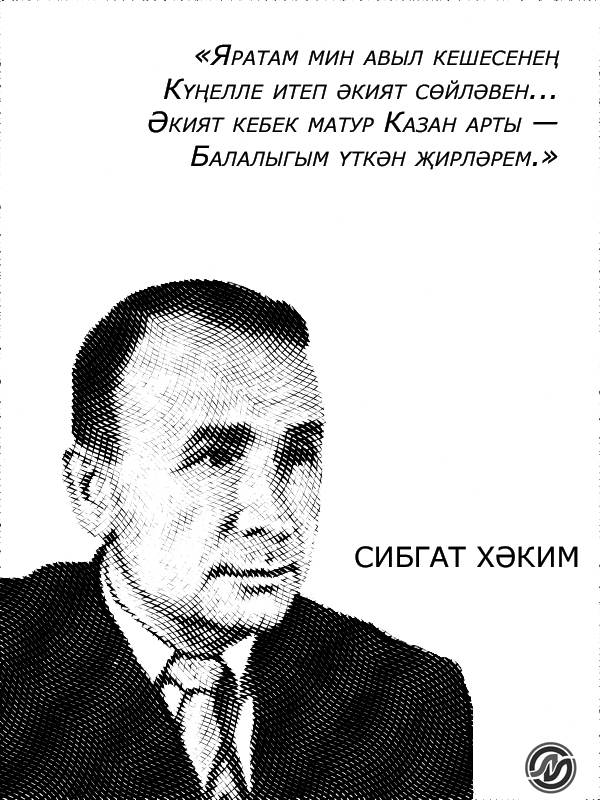 «Яратам мин авыл кешесенең
Күңелле итеп әкият сөйләвен...
Әкият кебек матур Казан арты —
Балалыгым үткән җирләрем.»
СИБГАТ ХӘКИМ